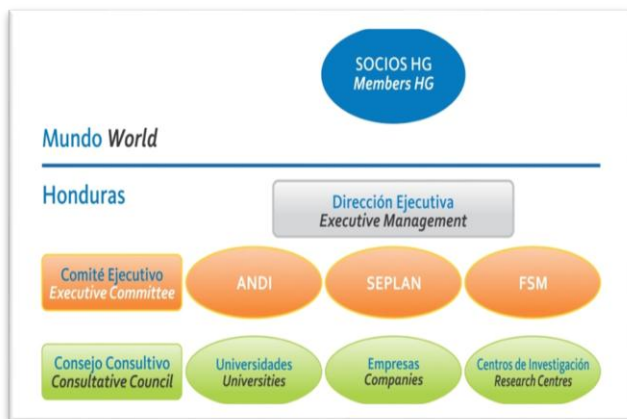 SOCIOS HG
Members HG
Mundo World
Honduras
Dirección Ejecutiva
Executive Management
Comité Ejecutivo
Executive Committee
ANDI
SEPLAN
FSM
Consejo Consultivo
Consultative Council
Universidades
Universities
Empresas
Companies
Centros de Investigación
Research Centres